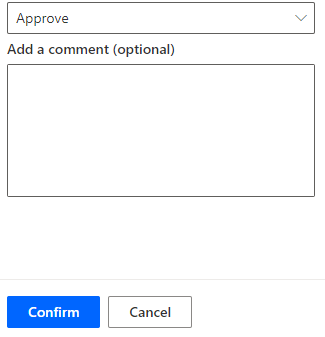 Approve
Add a comment (optional)
Confirm Cancel